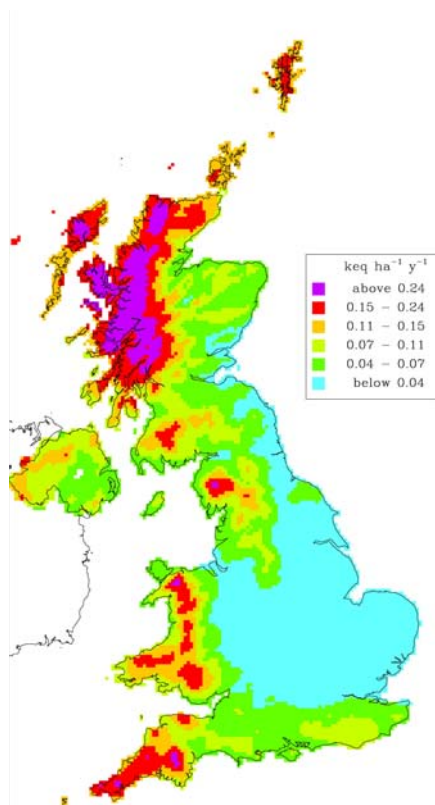 keq ha⁻¹ y⁻¹
above 0.24
0.15 – 0.24
0.11 – 0.15
0.07 – 0.11
0.04 – 0.07
below 0.04